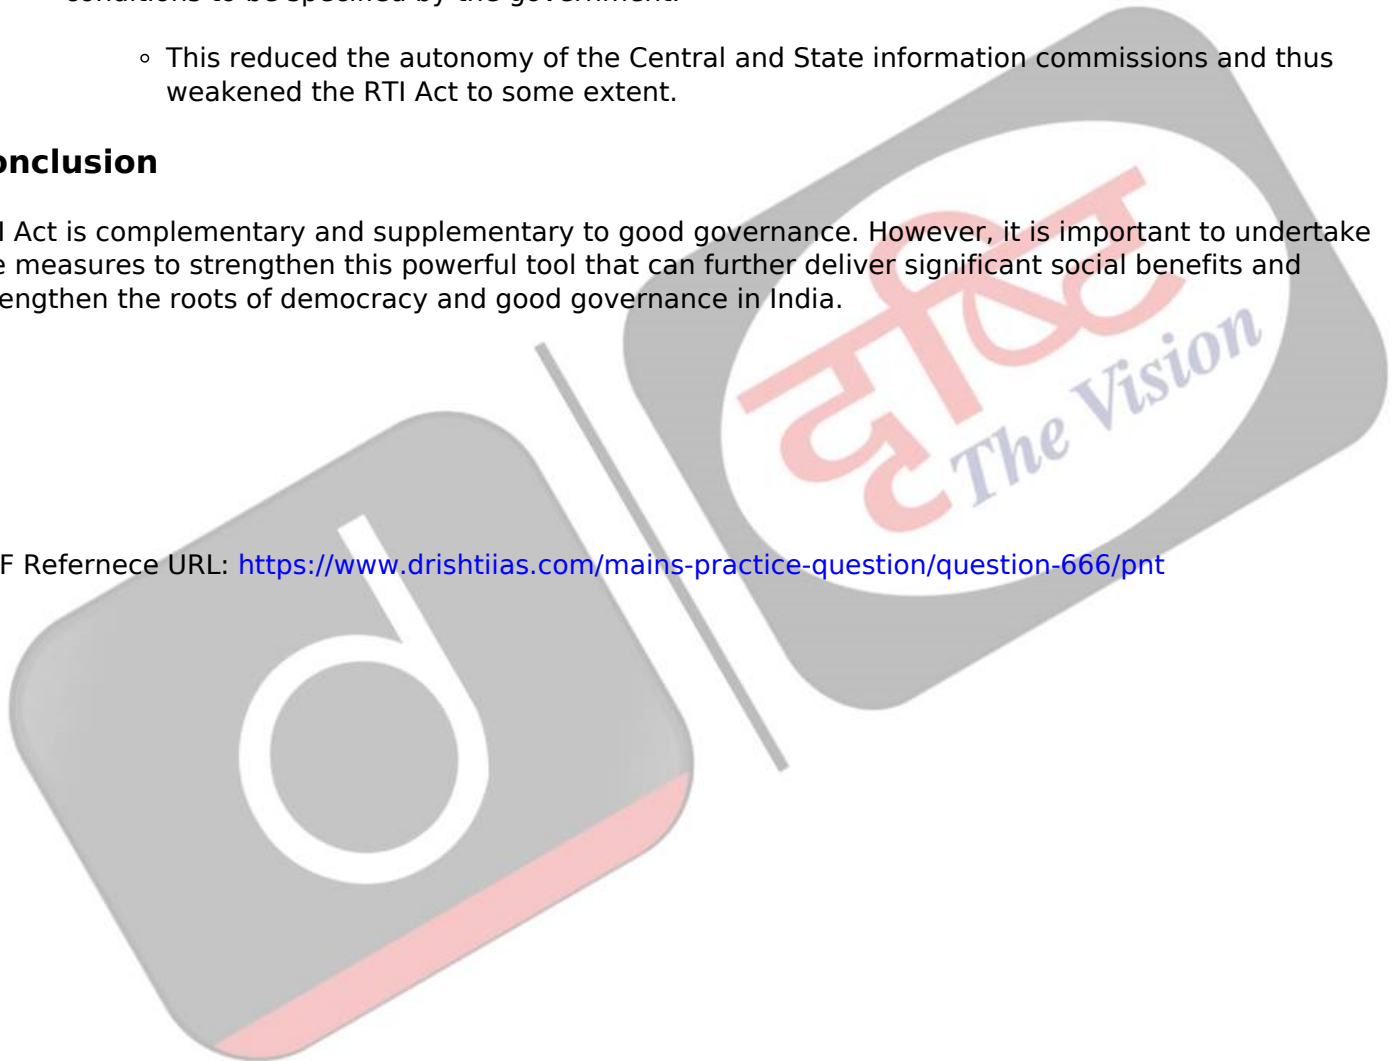 conditions to be specified by the government.
◦ This reduced the autonomy of the Central and State information commissions and thus
weakened the RTI Act to some extent.
onclusion
I Act is complementary and supplementary to good governance. However, it is important to undertake
e measures to strengthen this powerful tool that can further deliver significant social benefits and
engthen the roots of democracy and good governance in India.
दृष्टि
The Vision
d
F Refernece URL: https://www.drishtiias.com/mains-practice-question/question-666/pnt